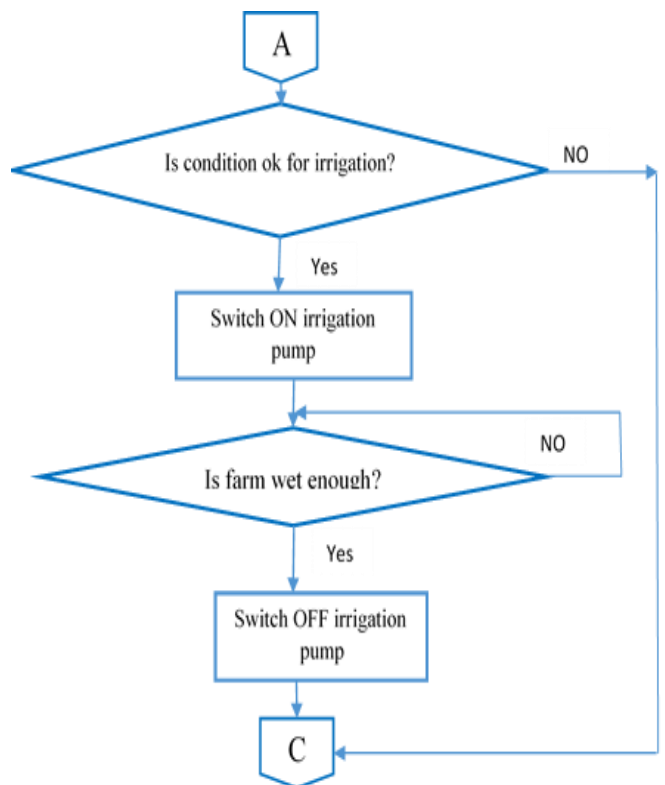 A
Is condition ok for irrigation?
NO
Yes
Switch ON irrigation
pump
NO
Is farm wet enough?
Yes
Switch OFF irrigation
pump
C